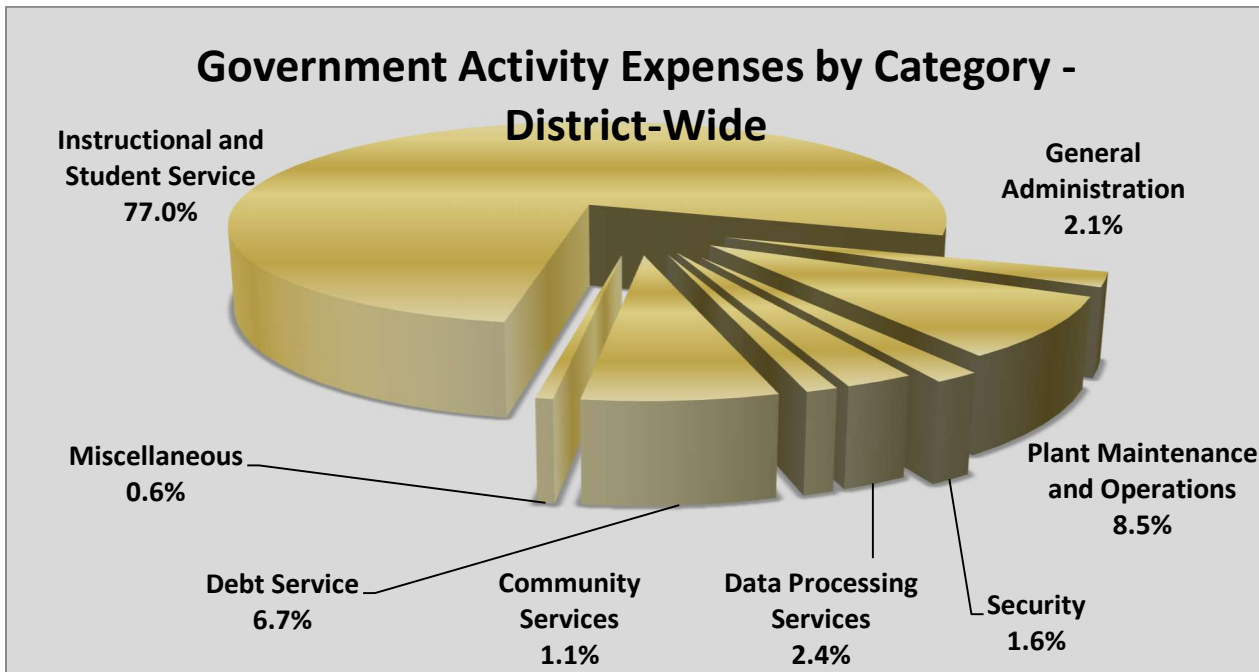 Government Activity Expenses by Category -
District-Wide
Instructional and
Student Service
77.0%
General
Administration
2.1%
Plant Maintenance
and Operations
8.5%
Miscellaneous
0.6%
Debt Service
6.7%
Community
Services
1.1%
Data Processing
Services
2.4%
Security
1.6%